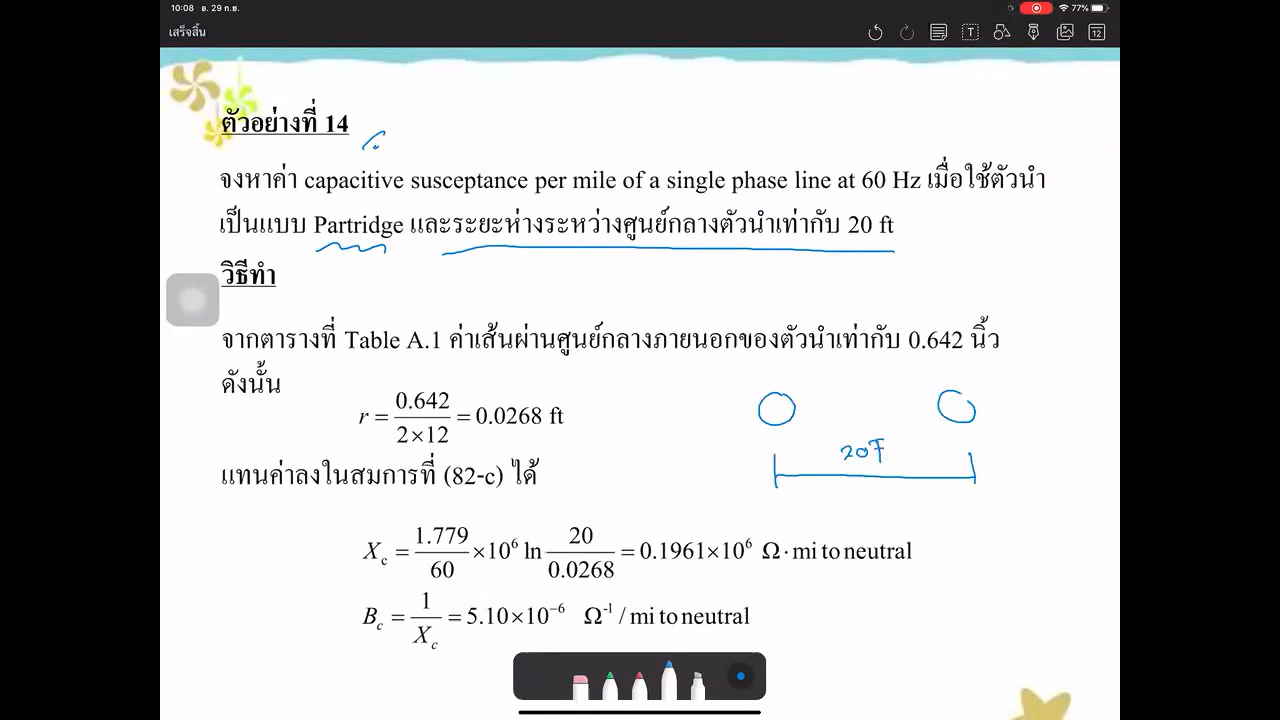 10:08 อ. 29 ก.ย.
77%
เสร็จสิ้น
T
12
ตัวอย่างที่ 14
จงหาค่า capacitive susceptance per mile of a single phase line at 60 Hz เมื่อใช้ตัวนำ
เป็นแบบ Partridge และระยะห่างระหว่างศูนย์กลางตัวนำเท่ากับ 20 ft
วิธีทำ
จากตารางที่ Table A.1 ค่าเส้นผ่านศูนย์กลางภายนอกของตัวนำเท่ากับ 0.642 นิ้ว
ดังนั้น
r = 0.642 / 2×12 = 0.0268 ft
20F
แทนค่าลงในสมการที่ (82-c) ได้
Xc = 1.779 / 60 ×10⁶ ln 20 / 0.0268 = 0.1961×10⁶ Ω·mi to neutral
Bc = 1 / Xc = 5.10×10⁻⁶ Ω⁻¹ / mi to neutral